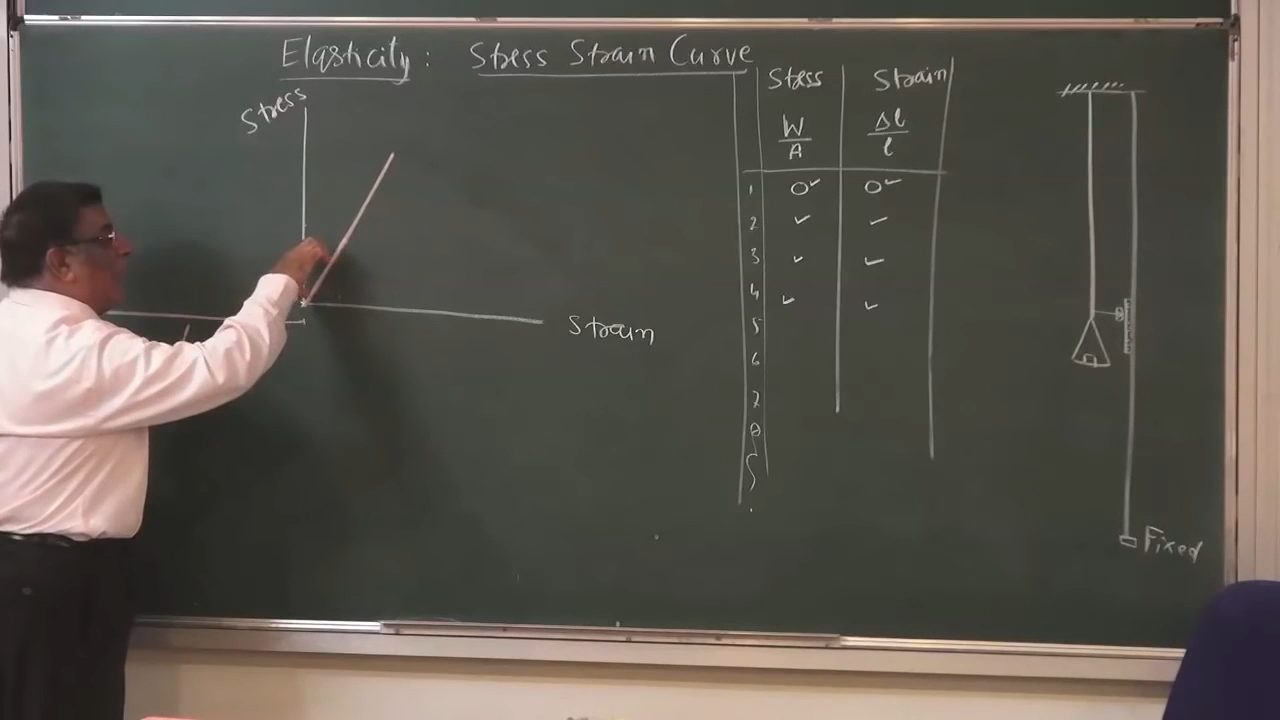 Elasticity : Stress Strain Curve
Stress
Strain
Stess Strain
W/A Δl/l
1 0✓ 0✓
2 ✓ ✓
3 ✓ ✓
4 ✓ ✓
5
6
7
8
Fixed